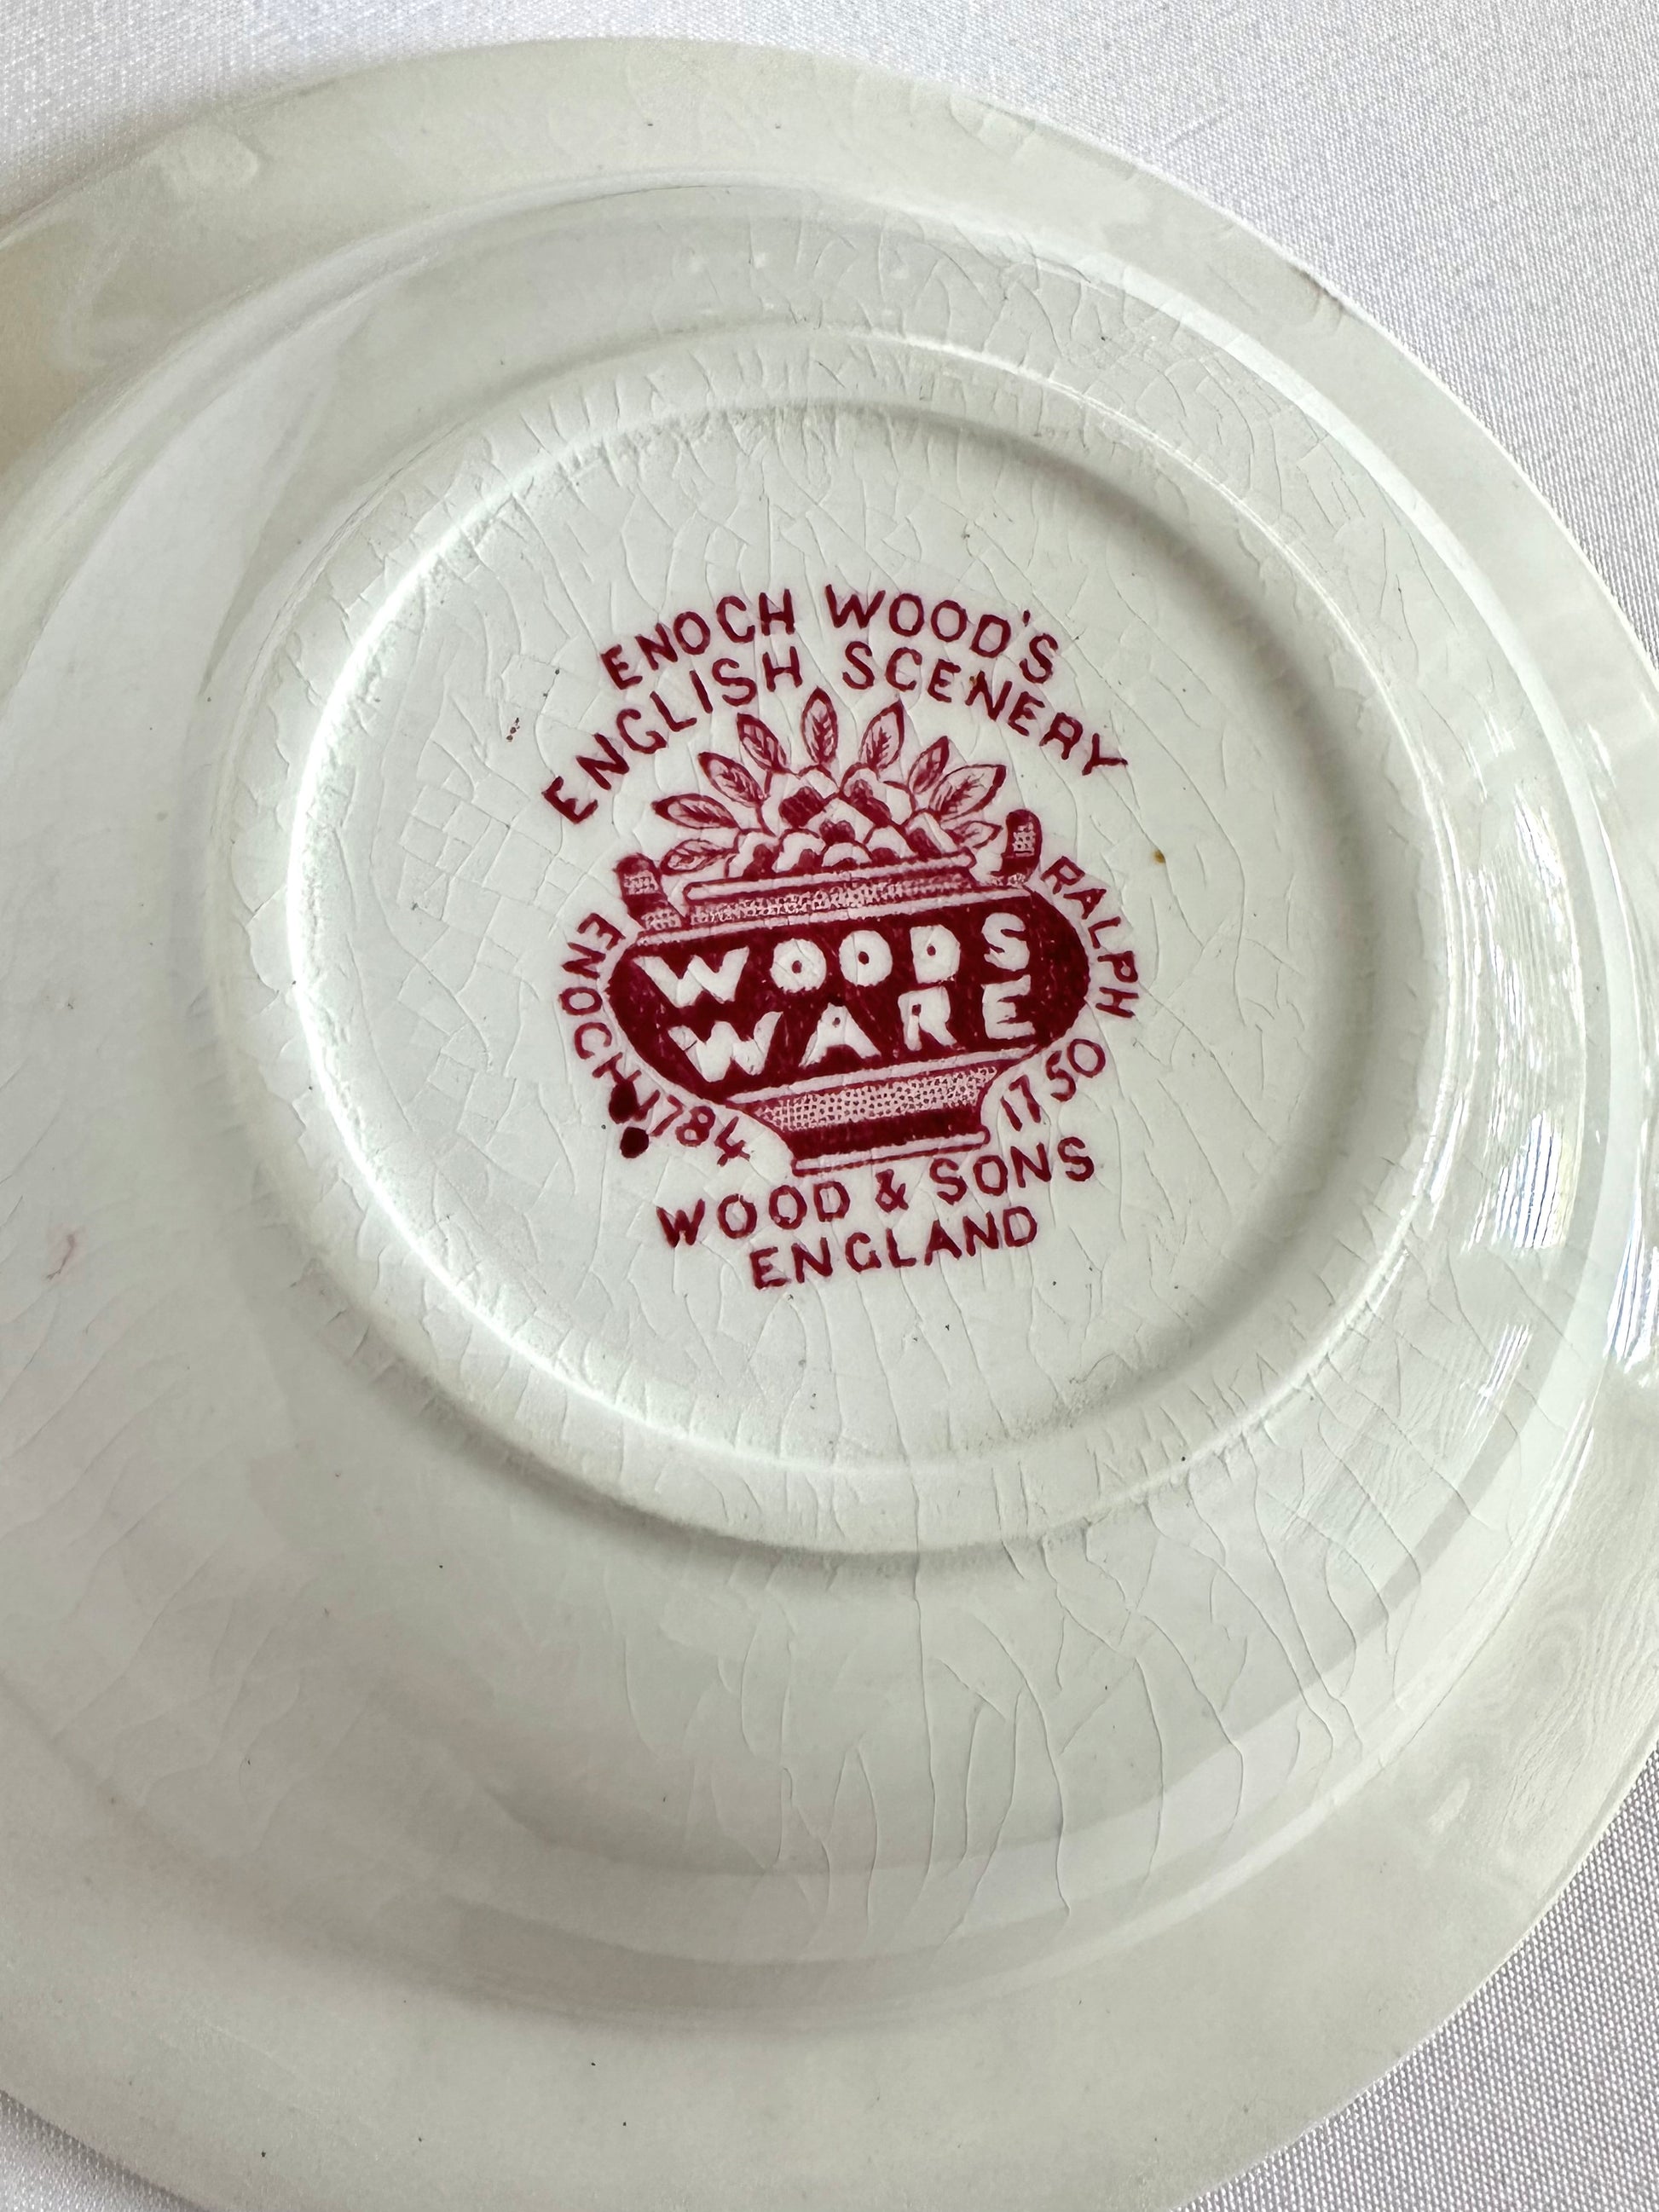 ENOCH WOOD'S
ENGLISH SCENERY
WOODS
WARE
ENOCH 1784
RALPH 1750
WOOD & SONS
ENGLAND